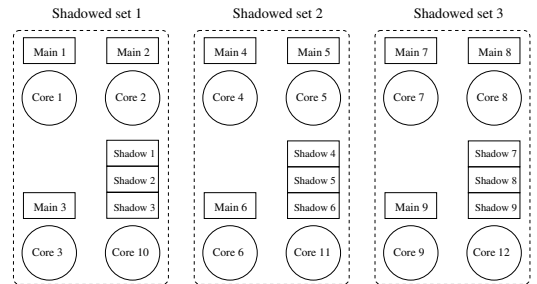 Shadowed set 1 Shadowed set 2 Shadowed set 3
Main 1 Main 2 Main 4 Main 5 Main 7 Main 8
Core 1 Core 2 Core 4 Core 5 Core 7 Core 8
Shadow 1 Shadow 4 Shadow 7
Shadow 2 Shadow 5 Shadow 8
Main 3 Shadow 3 Main 6 Shadow 6 Main 9 Shadow 9
Core 3 Core 10 Core 6 Core 11 Core 9 Core 12